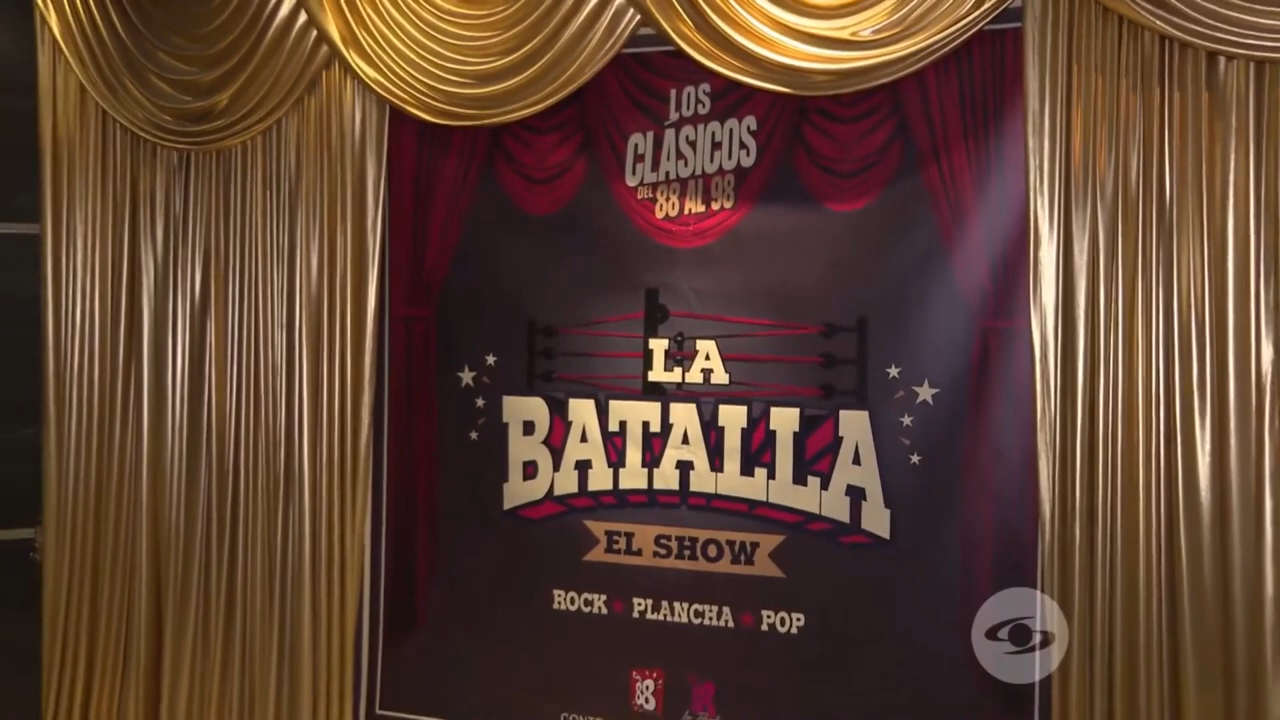 LOS
CLÁSICOS
DEL 88 AL 98
LA
BATALLA
EL SHOW
ROCK ★ PLANCHA ★ POP
88